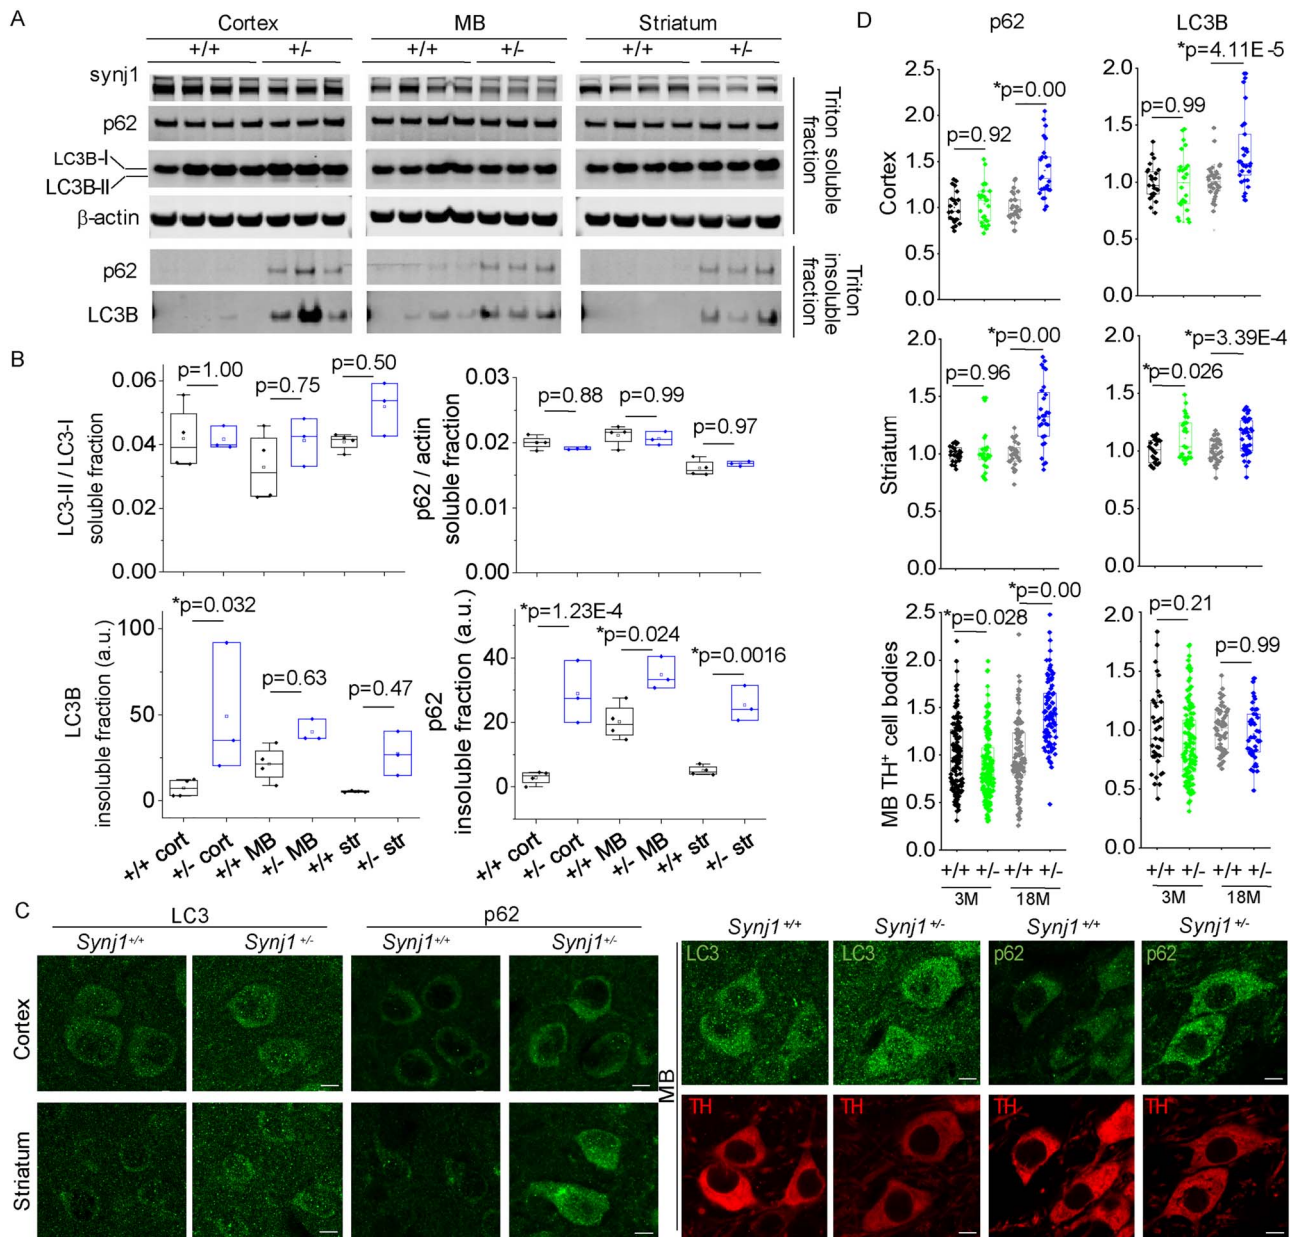 A
Cortex
MB
Striatum
+/+
+/-
+/+
+/-
+/+
+/-
synj1
p62
LC3B-I
LC3B-II
β-actin
p62
LC3B
Triton soluble
fraction
Triton
insoluble
fraction
B
LC3-II / LC3-I
soluble fraction
0.06
0.04
0.02
0.00
p=1.00
p=0.75
p=0.50
p62 / actin
soluble fraction
0.03
0.02
0.01
0.00
p=0.88
p=0.99
p=0.97
LC3B
insoluble fraction (a.u.)
100
50
0
*p=0.032
p=0.63
p=0.47
+/+ cort
+/- cort
+/+ MB
+/- MB
+/+ str
+/- str
p62
insoluble fraction (a.u.)
40
20
0
*p=1.23E-4
*p=0.024
*p=0.0016
+/+ cort
+/- cort
+/+ MB
+/- MB
+/+ str
+/- str
D
p62
LC3B
Cortex
2.5
2.0
1.5
1.0
0.5
0.0
p=0.92
*p=0.00
2.0
1.5
1.0
0.5
0.0
p=0.99
*p=4.11E-5
Striatum
2.0
1.5
1.0
0.5
0.0
p=0.96
*p=0.00
2.0
1.5
1.0
0.5
0.0
*p=0.026
*p=3.39E-4
MB TH⁺ cell bodies
2.5
2.0
1.5
1.0
0.5
0.0
*p=0.028
*p=0.00
2.0
1.5
1.0
0.5
0.0
p=0.21
p=0.99
+/+ +/- +/+ +/-
3M 18M
+/+ +/- +/+ +/-
3M 18M
C
LC3
p62
Synj1+/+
Synj1+/-
Synj1+/+
Synj1+/-
Cortex
Striatum
Synj1+/+
Synj1+/-
Synj1+/+
Synj1+/-
MB
LC3
LC3
p62
p62
TH
TH
TH
TH